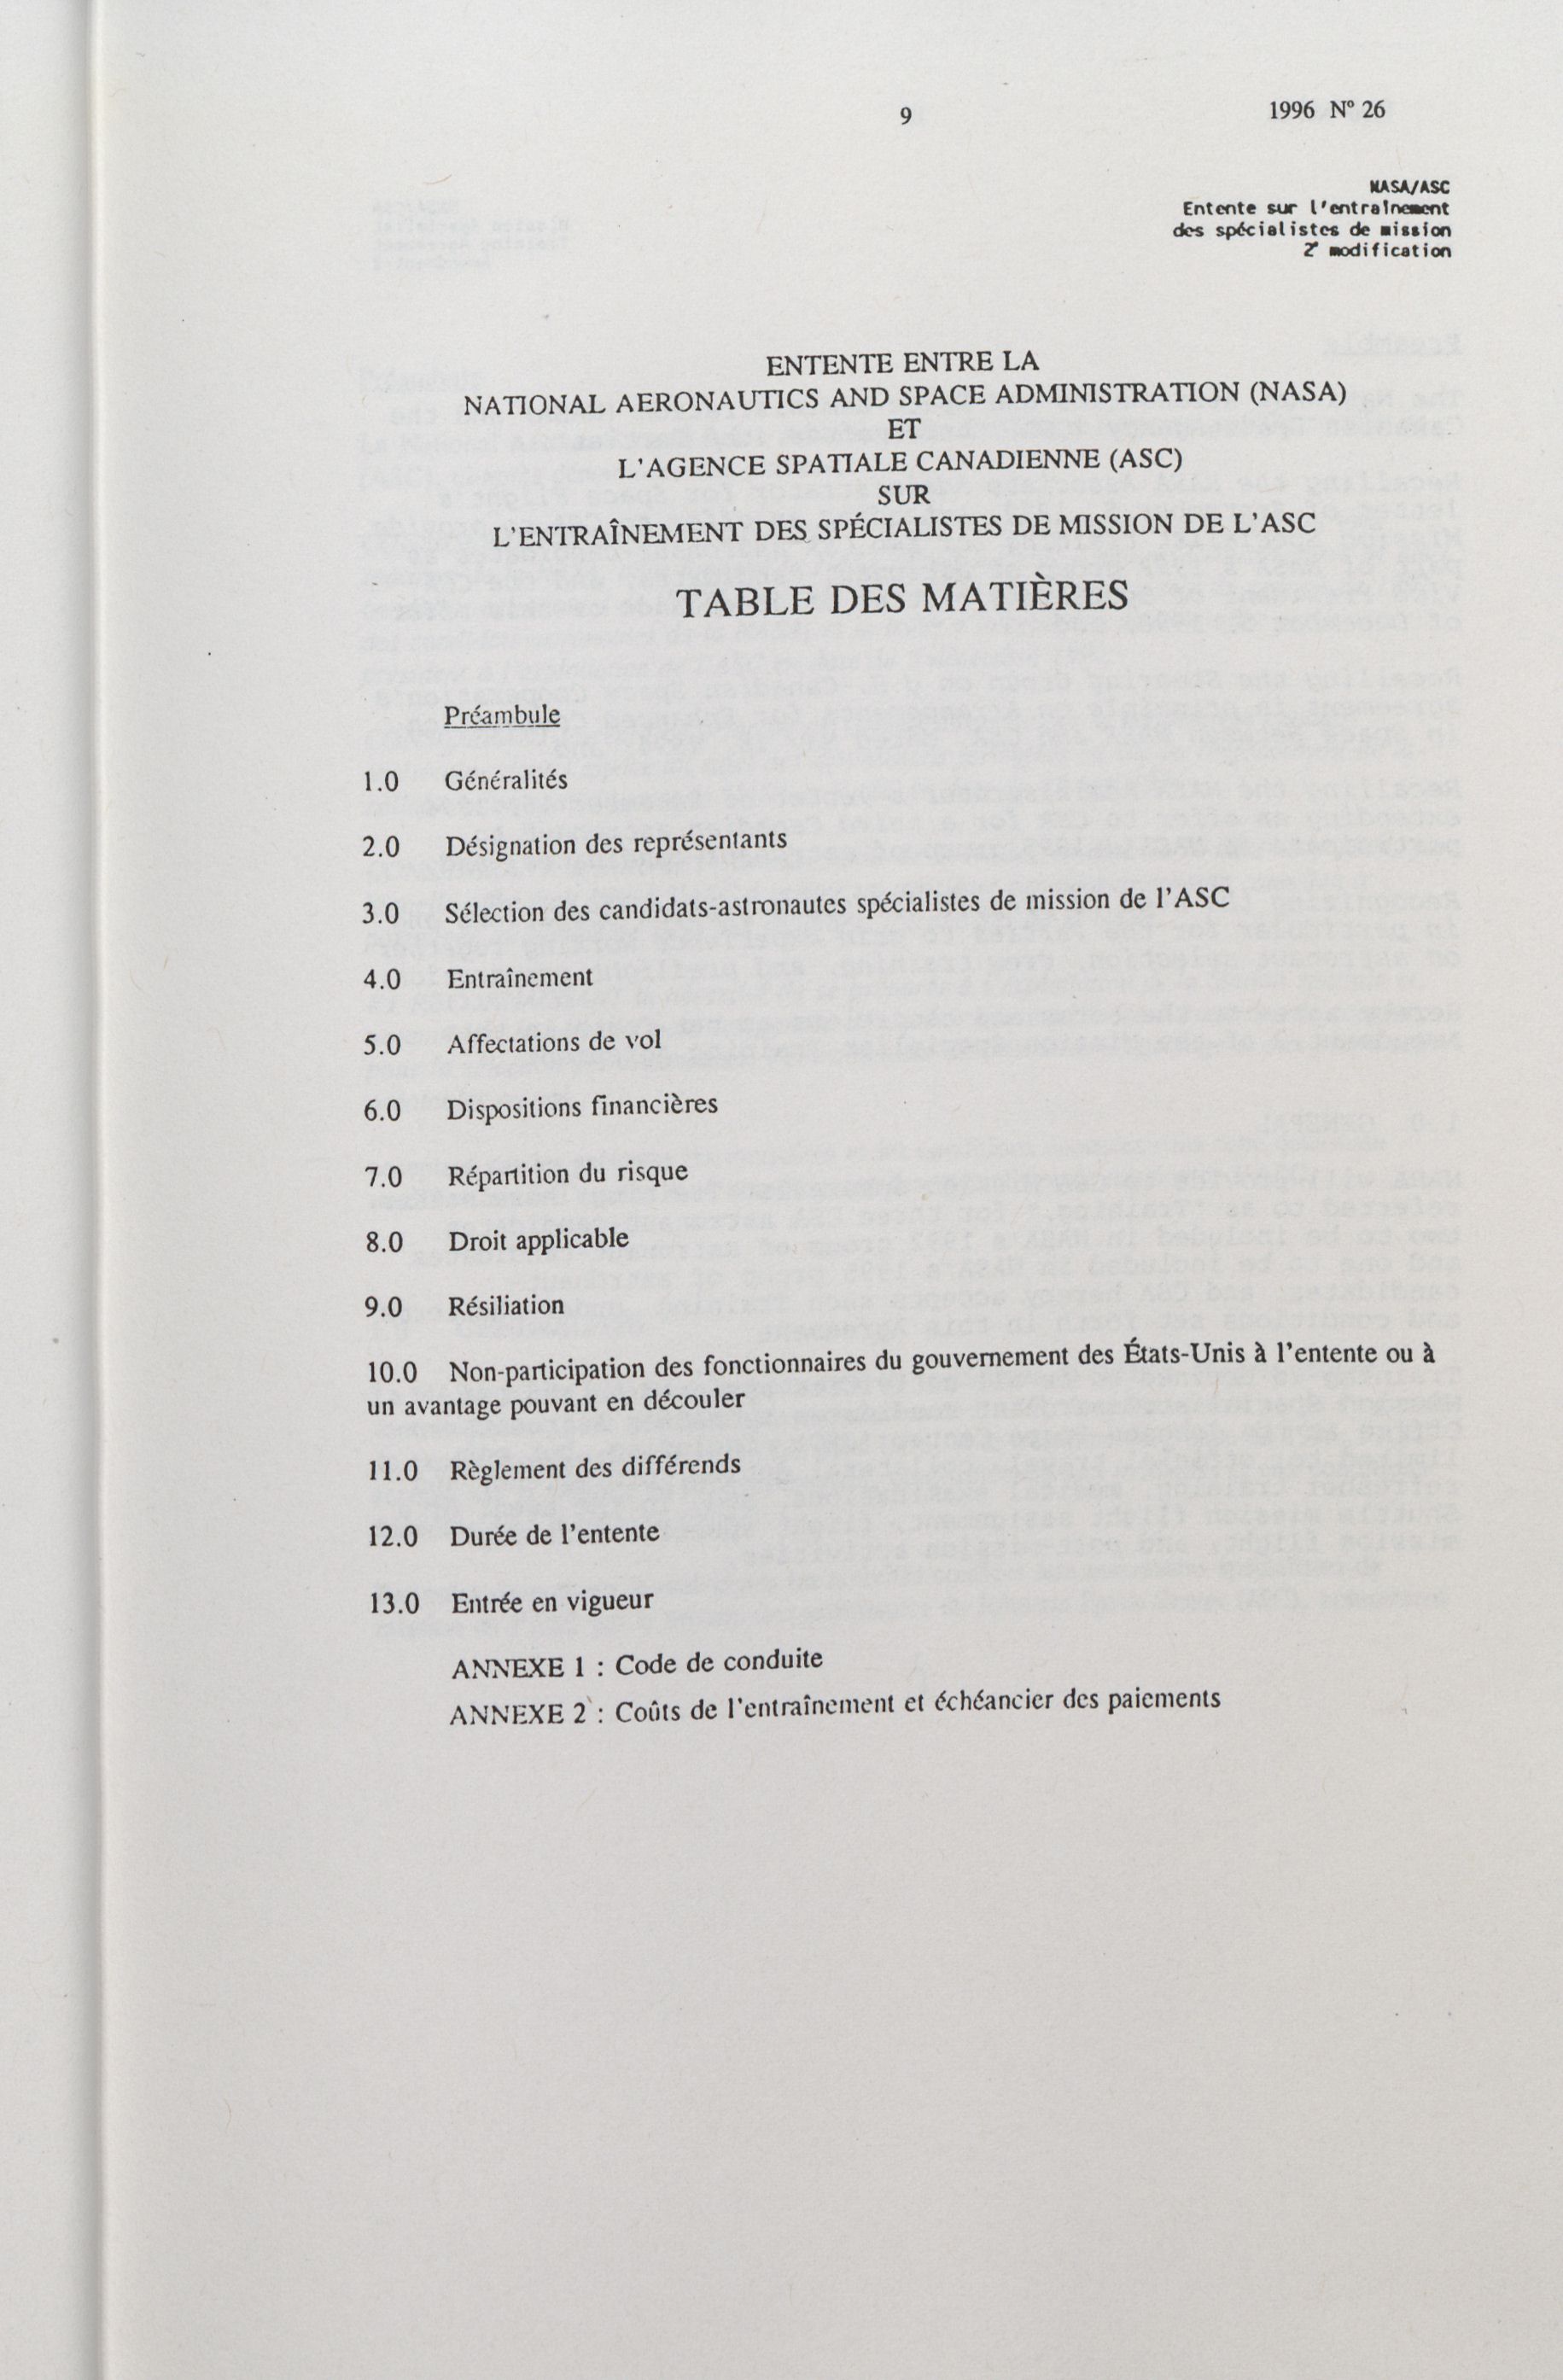 9
1996 N° 26
NASA/ASC
Entente sur l'entraînement
des spécialistes de mission
2e modification
ENTENTE ENTRE LA
NATIONAL AERONAUTICS AND SPACE ADMINISTRATION (NASA)
ET
L'AGENCE SPATIALE CANADIENNE (ASC)
SUR
L'ENTRAÎNEMENT DES SPÉCIALISTES DE MISSION DE L'ASC
TABLE DES MATIÈRES
Préambule
1.0 Généralités
2.0 Désignation des représentants
3.0 Sélection des candidats-astronautes spécialistes de mission de l'ASC
4.0 Entraînement
5.0 Affectations de vol
6.0 Dispositions financières
7.0 Répartition du risque
8.0 Droit applicable
9.0 Résiliation
10.0 Non-participation des fonctionnaires du gouvernement des États-Unis à l'entente ou à
un avantage pouvant en découler
11.0 Règlement des différends
12.0 Durée de l'entente
13.0 Entrée en vigueur
ANNEXE 1 : Code de conduite
ANNEXE 2 : Coûts de l'entraînement et échéancier des paiements